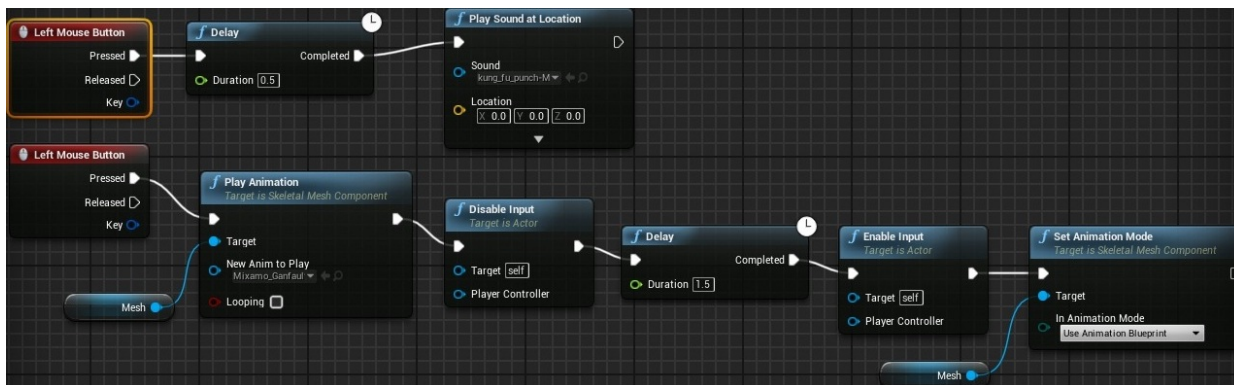 Left Mouse Button
Pressed
Released
Key
f Delay
Completed
Duration 0.5
f Play Sound at Location
Sound
kung_fu_punch-M
Location
X 0.0 Y 0.0 Z 0.0
Left Mouse Button
Pressed
Released
Key
Mesh
f Play Animation
Target is Skeletal Mesh Component
Target
New Anim to Play
Mixamo_Ganfaul
Looping
f Disable Input
Target is Actor
Target self
Player Controller
f Delay
Completed
Duration 1.5
f Enable Input
Target is Actor
Target self
Player Controller
Mesh
f Set Animation Mode
Target is Skeletal Mesh Component
Target
In Animation Mode
Use Animation Blueprint